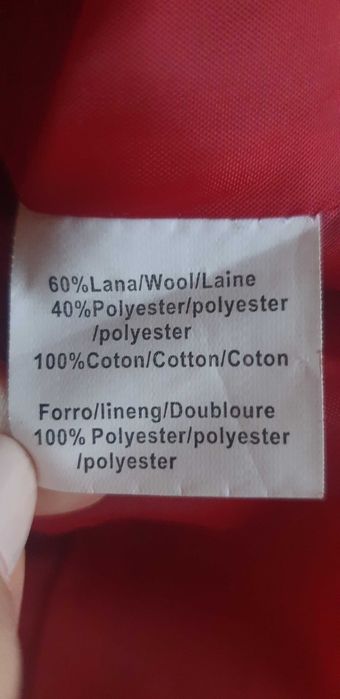 60%Lana/Wool/Laine
40%Polyester/polyester
/polyester
100%Coton/Cotton/Coton
Forro/lineng/Doubloure
100% Polyester/polyester
/polyester